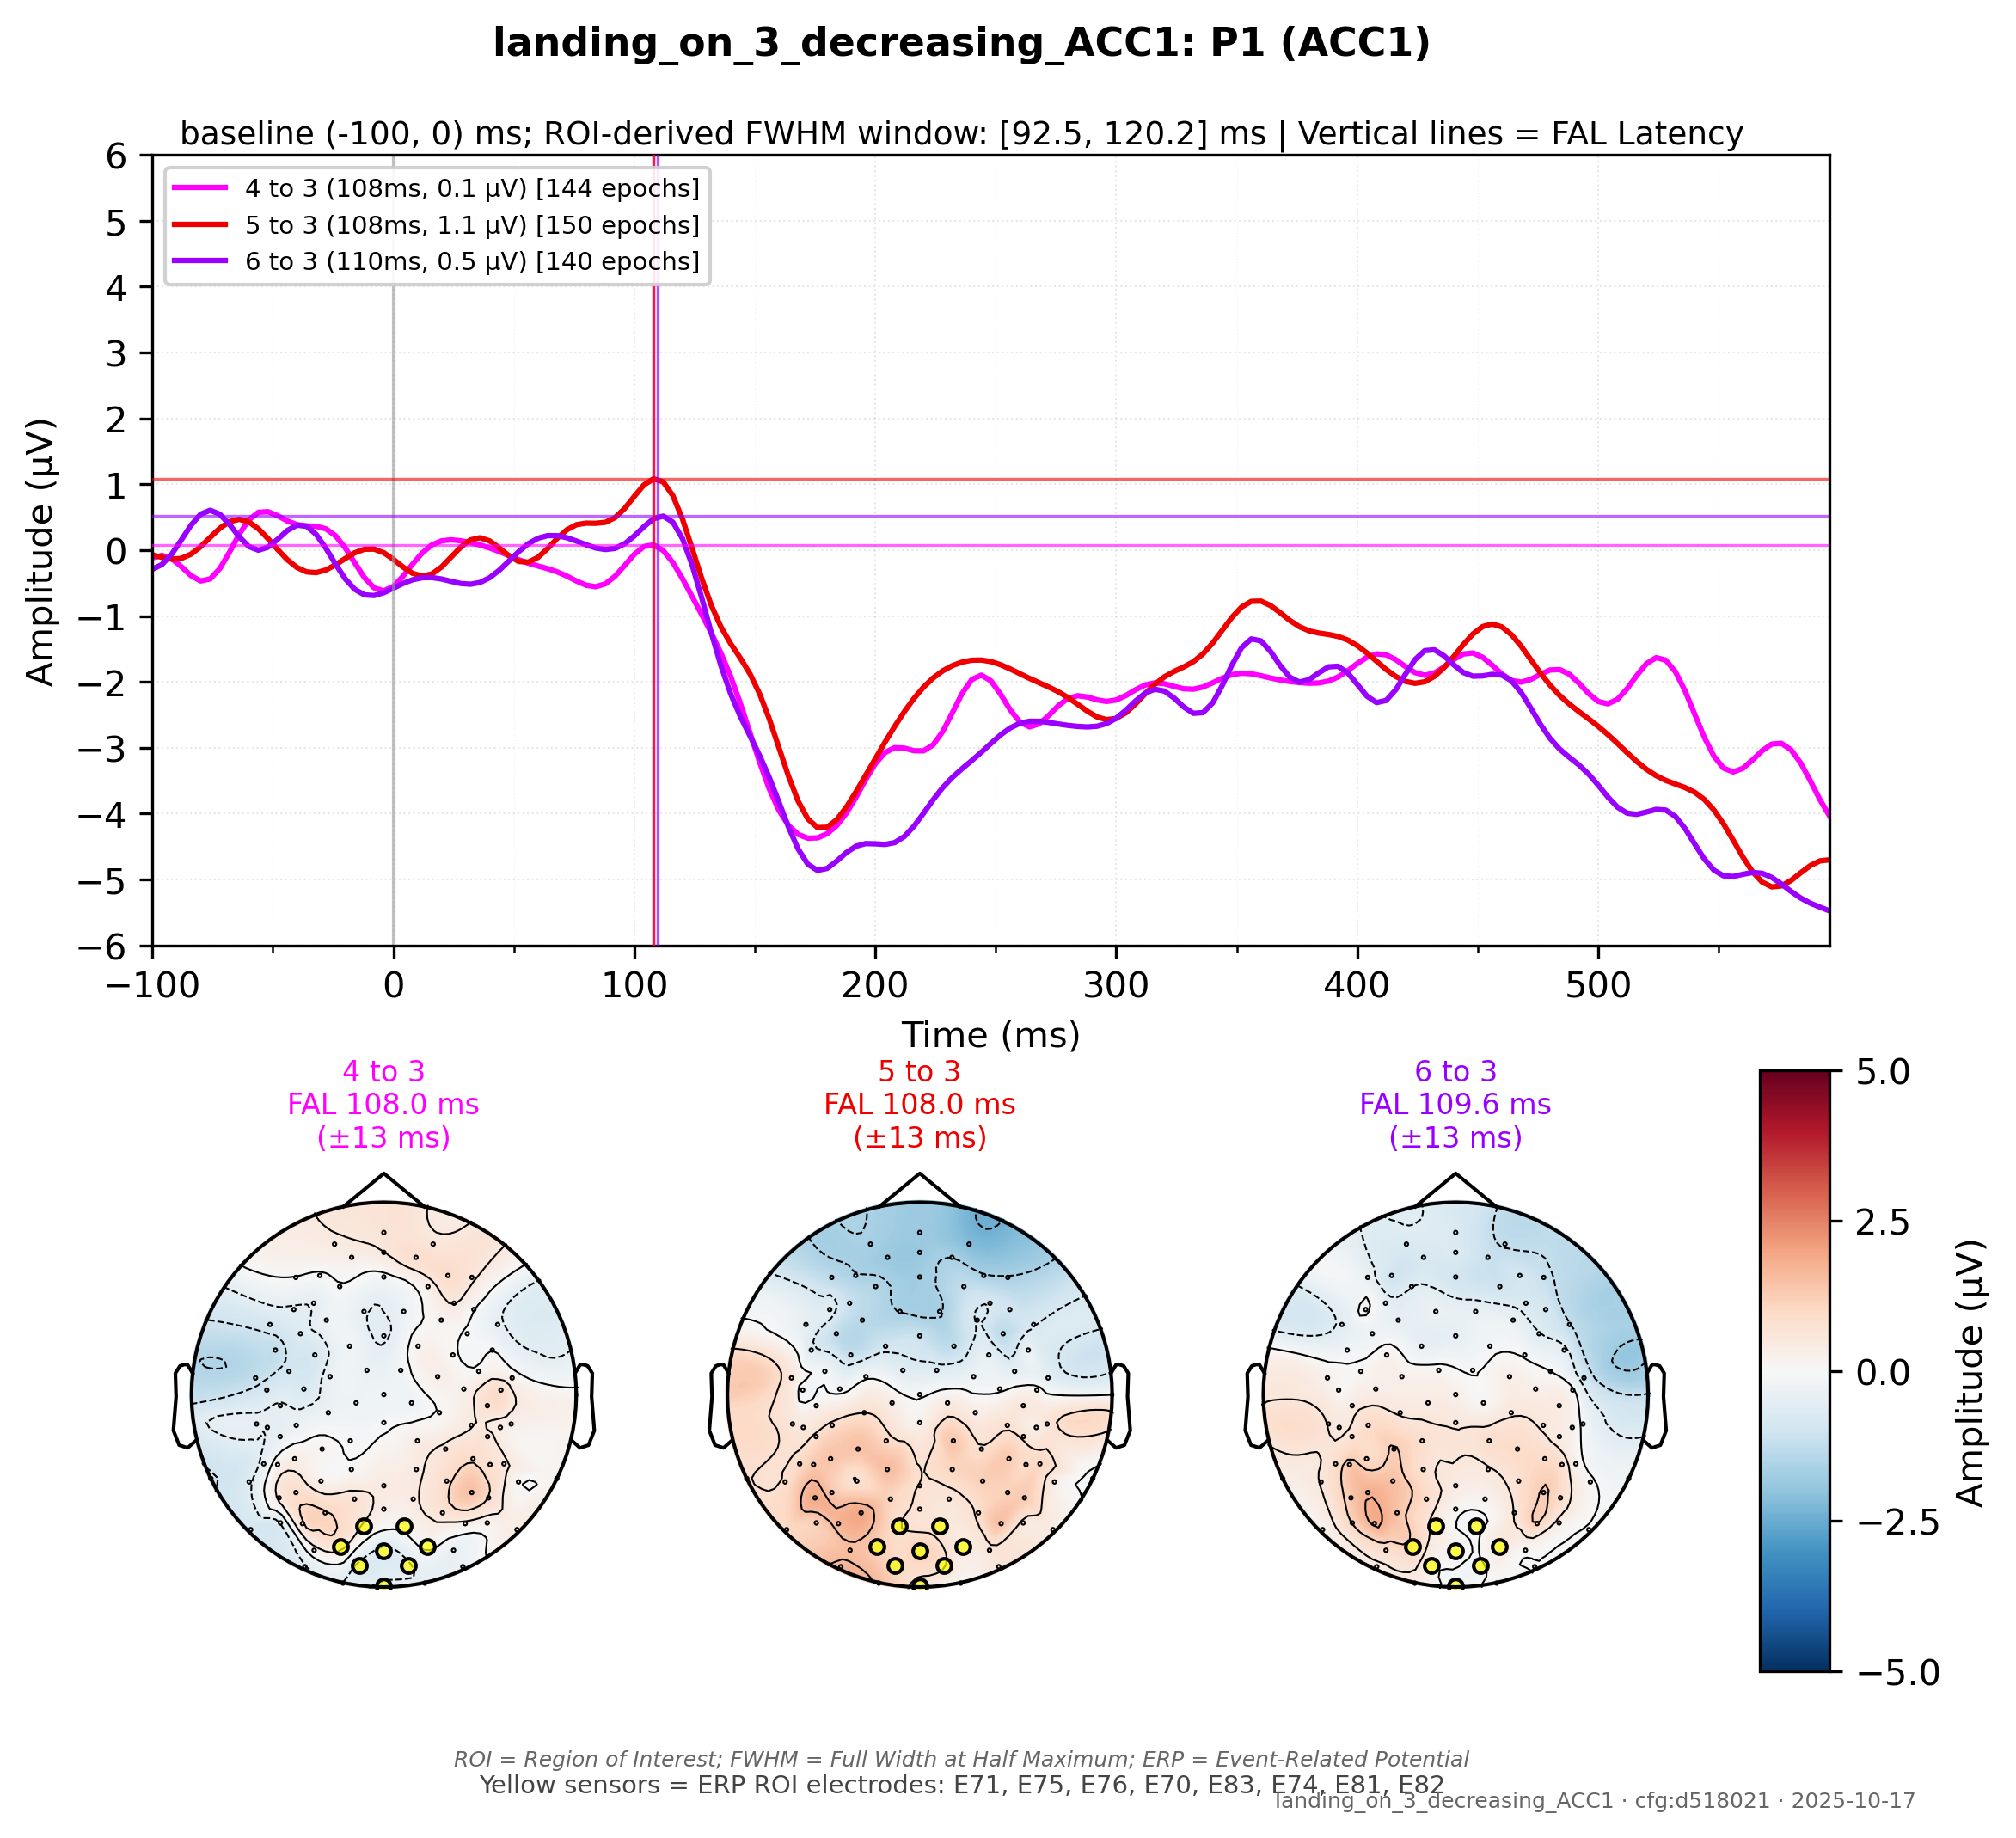 landing_on_3_decreasing_ACC1: P1 (ACC1)
baseline (-100, 0) ms; ROI-derived FWHM window: [92.5, 120.2] ms | Vertical lines = FAL Latency
4 to 3 (108ms, 0.1 µV) [144 epochs]
5 to 3 (108ms, 1.1 µV) [150 epochs]
6 to 3 (110ms, 0.5 µV) [140 epochs]
Amplitude (µV)
6
5
4
3
2
1
0
−1
−2
−3
−4
−5
−6
−100
0
100
200
300
400
500
Time (ms)
4 to 3
FAL 108.0 ms
(±13 ms)
5 to 3
FAL 108.0 ms
(±13 ms)
6 to 3
FAL 109.6 ms
(±13 ms)
5.0
2.5
0.0
−2.5
−5.0
Amplitude (µV)
ROI = Region of Interest; FWHM = Full Width at Half Maximum; ERP = Event-Related Potential
Yellow sensors = ERP ROI electrodes: E71, E75, E76, E70, E83, E74, E81, E82
landing_on_3_decreasing_ACC1 · cfg:d518021 · 2025-10-17